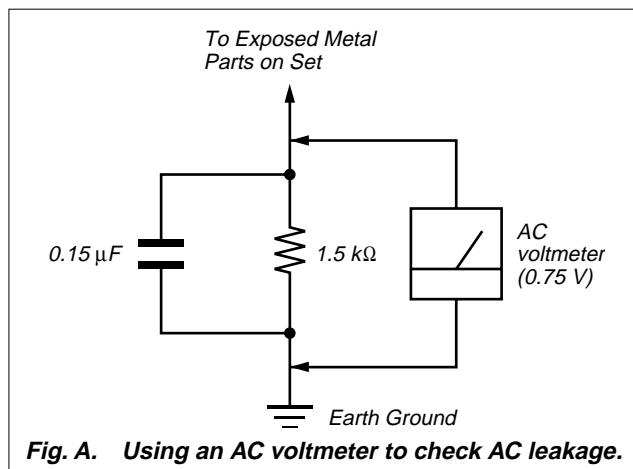 To Exposed Metal
Parts on Set
0.15 μF
1.5 kΩ
AC
voltmeter
(0.75 V)
Earth Ground
Fig. A. Using an AC voltmeter to check AC leakage.